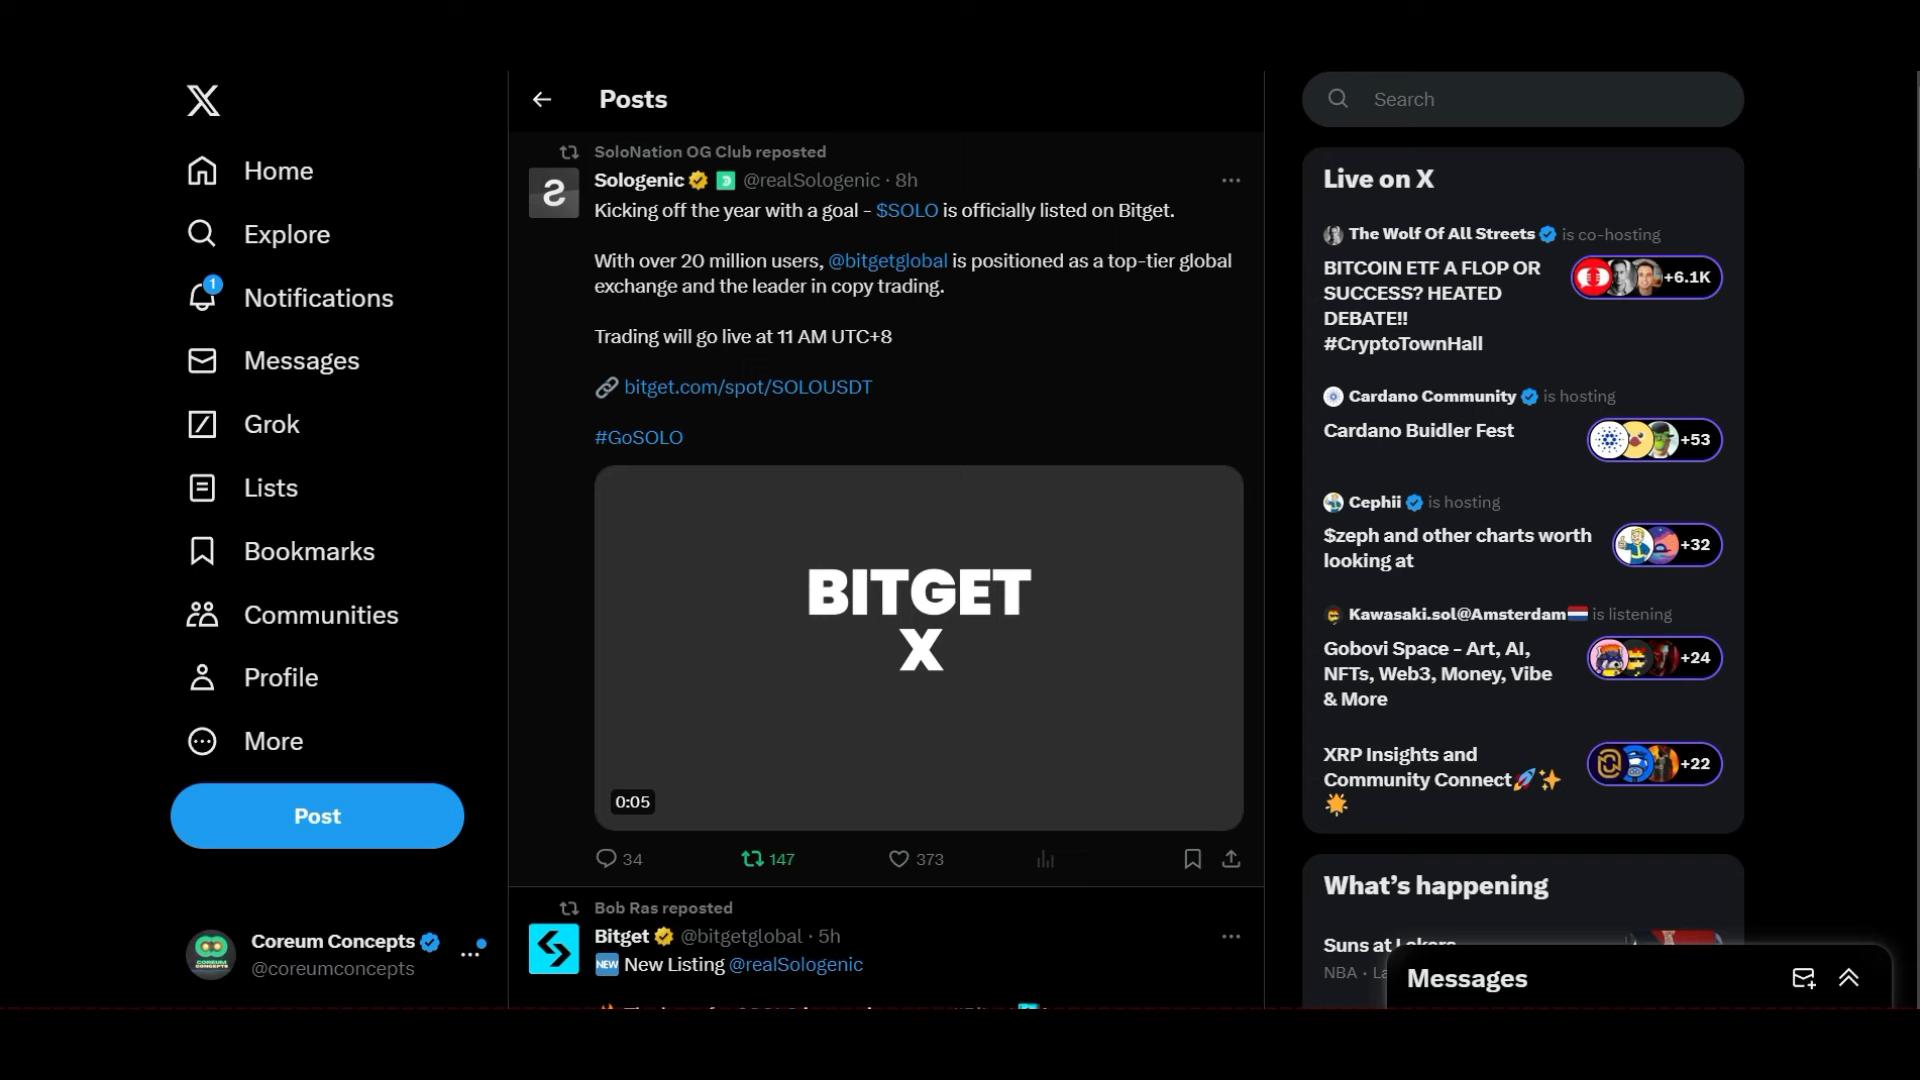 Home
Explore
1
Notifications
Messages
Grok
Lists
Bookmarks
Communities
Profile
More
Post
Coreum Concepts
@coreumconcepts
Posts
SoloNation OG Club reposted
Sologenic @realSologenic · 8h
Kicking off the year with a goal - $SOLO is officially listed on Bitget.
With over 20 million users, @bitgetglobal is positioned as a top-tier global
exchange and the leader in copy trading.
Trading will go live at 11 AM UTC+8
bitget.com/spot/SOLOUSDT
#GoSOLO
BITGET
X
0:05
34
147
373
Bob Ras reposted
Bitget @bitgetglobal · 5h
NEW New Listing @realSologenic
Search
Live on X
The Wolf Of All Streets is co-hosting
BITCOIN ETF A FLOP OR
SUCCESS? HEATED
DEBATE!!
#CryptoTownHall
+6.1K
Cardano Community is hosting
Cardano Buidler Fest
+53
Cephii is hosting
$zeph and other charts worth
looking at
+32
Kawasaki.sol@Amsterdam is listening
Gobovi Space - Art, AI,
NFTs, Web3, Money, Vibe
& More
+24
XRP Insights and
Community Connect
+22
What's happening
Suns at Lakers
NBA ·
Messages